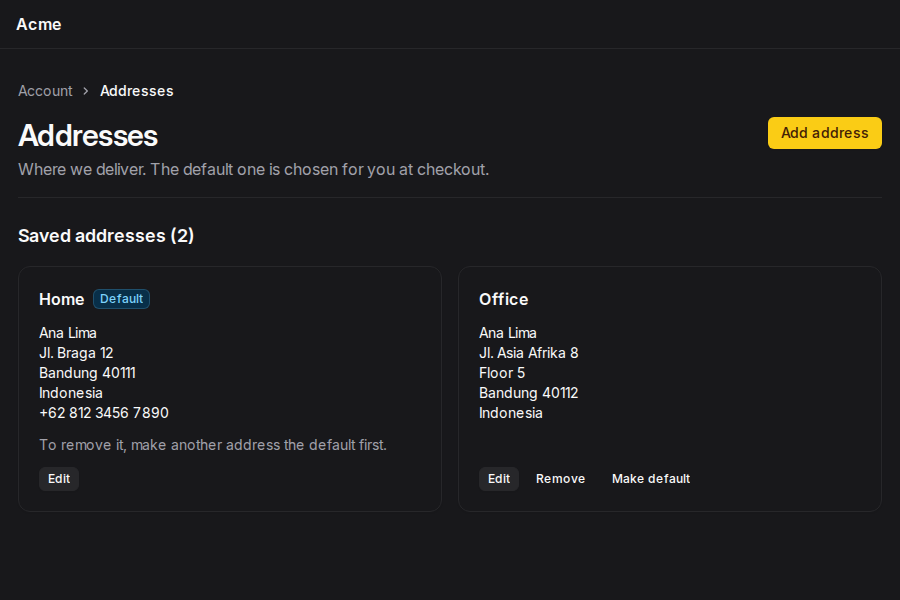 Acme
Account > Addresses
Addresses
Add address
Where we deliver. The default one is chosen for you at checkout.
Saved addresses (2)
Home Default
Ana Lima
Jl. Braga 12
Bandung 40111
Indonesia
+62 812 3456 7890
To remove it, make another address the default first.
Edit
Office
Ana Lima
Jl. Asia Afrika 8
Floor 5
Bandung 40112
Indonesia
Edit Remove Make default